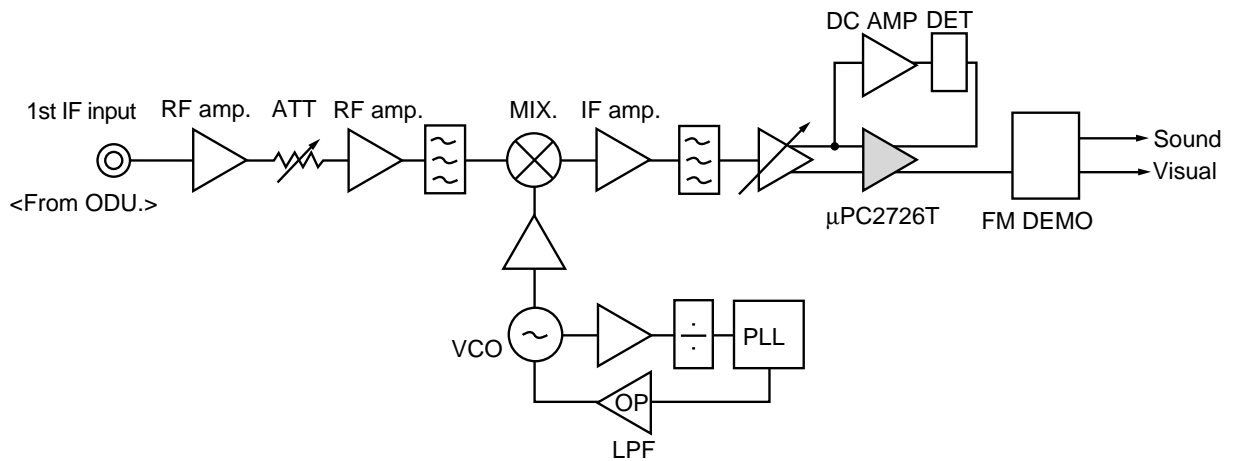 DC AMP DET
1st IF input
RF amp.
ATT
RF amp.
MIX.
IF amp.
Sound
Visual
<From ODU.>
μPC2726T
FM DEMO
VCO
PLL
OP
LPF